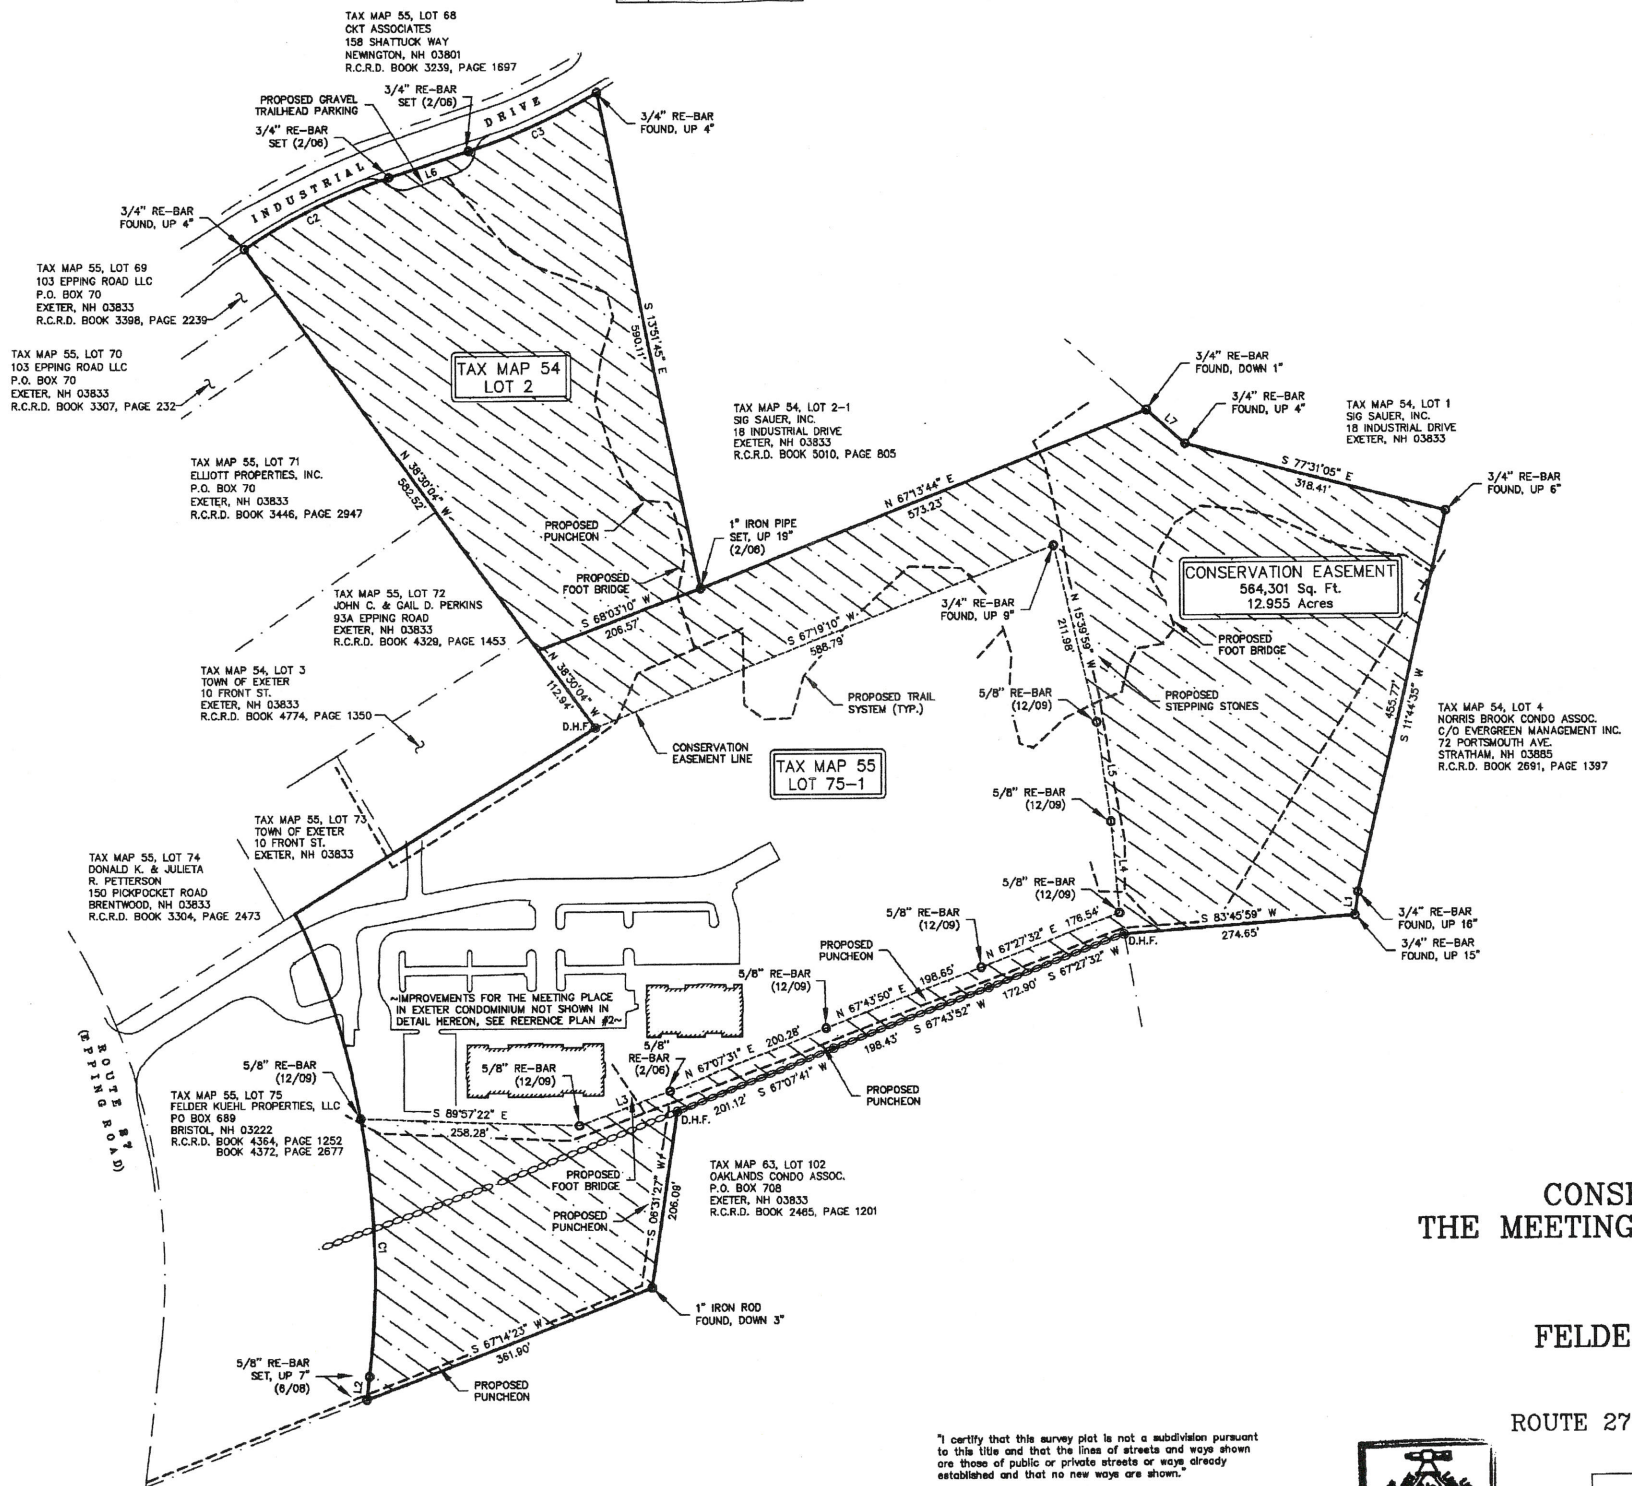 TAX MAP 55, LOT 68
CKT ASSOCIATES
158 SHATTUCK WAY
NEWINGTON, NH 03801
R.C.R.D. BOOK 3239, PAGE 1697
PROPOSED GRAVEL
TRAILHEAD PARKING
3/4" RE-BAR
SET (2/06)
3/4" RE-BAR
SET (2/06)
INDUSTRIAL DRIVE
C3
L6
C2
3/4" RE-BAR
FOUND, UP 4"
3/4" RE-BAR
FOUND, UP 4"
TAX MAP 55, LOT 69
103 EPPING ROAD LLC
P.O. BOX 70
EXETER, NH 03833
R.C.R.D. BOOK 3398, PAGE 2239
TAX MAP 55, LOT 70
103 EPPING ROAD LLC
P.O. BOX 70
EXETER, NH 03833
R.C.R.D. BOOK 3307, PAGE 232
TAX MAP 54
LOT 2
S 13°51'45" E
590.11'
N 38°30'04" W
582.52'
TAX MAP 55, LOT 71
ELLIOTT PROPERTIES, INC.
P.O. BOX 70
EXETER, NH 03833
R.C.R.D. BOOK 3446, PAGE 2947
TAX MAP 54, LOT 2-1
SIG SAUER, INC.
18 INDUSTRIAL DRIVE
EXETER, NH 03833
R.C.R.D. BOOK 5010, PAGE 805
3/4" RE-BAR
FOUND, DOWN 1"
3/4" RE-BAR
FOUND, UP 4"
L7
TAX MAP 54, LOT 1
SIG SAUER, INC.
18 INDUSTRIAL DRIVE
EXETER, NH 03833
S 77°31'05" E
318.41'
3/4" RE-BAR
FOUND, UP 6"
N 67°13'44" E
573.23'
PROPOSED
PUNCHEON
1" IRON PIPE
SET, UP 19"
(2/06)
PROPOSED
FOOT BRIDGE
CONSERVATION EASEMENT
564,301 Sq. Ft.
12.955 Acres
TAX MAP 55, LOT 72
JOHN C. & GAIL D. PERKINS
93A EPPING ROAD
EXETER, NH 03833
R.C.R.D. BOOK 4329, PAGE 1453
S 68°03'10" W
206.57'
3/4" RE-BAR
FOUND, UP 9"
N 15°39'59" W
211.98'
S 67°19'10" W
588.79'
PROPOSED
FOOT BRIDGE
N 38°30'04" W
112.94'
TAX MAP 54, LOT 3
TOWN OF EXETER
10 FRONT ST.
EXETER, NH 03833
R.C.R.D. BOOK 4774, PAGE 1350
PROPOSED TRAIL
SYSTEM (TYP.)
5/8" RE-BAR
(12/09)
PROPOSED
STEPPING STONES
S 11°44'35" W
455.77'
TAX MAP 54, LOT 4
NORRIS BROOK CONDO ASSOC.
C/O EVERGREEN MANAGEMENT INC.
72 PORTSMOUTH AVE.
STRATHAM, NH 03885
R.C.R.D. BOOK 2691, PAGE 1397
D.H.F.
CONSERVATION
EASEMENT LINE
TAX MAP 55
LOT 75-1
L5
5/8" RE-BAR
(12/09)
TAX MAP 55, LOT 73
TOWN OF EXETER
10 FRONT ST.
EXETER, NH 03833
TAX MAP 55, LOT 74
DONALD K. & JULIETA
R. PETTERSON
150 PICKPOCKET ROAD
BRENTWOOD, NH 03833
R.C.R.D. BOOK 3304, PAGE 2473
L4
5/8" RE-BAR
(12/09)
L1
S 83°45'59" W
274.65'
3/4" RE-BAR
FOUND, UP 16"
3/4" RE-BAR
FOUND, UP 15"
5/8" RE-BAR
(12/09)
N 67°27'32" E 176.54'
D.H.F.
PROPOSED
PUNCHEON
S 67°27'32" W
172.90'
5/8" RE-BAR
(12/09)
N 67°43'50" E 198.65'
S 67°43'52" W
198.43'
~IMPROVEMENTS FOR THE MEETING PLACE
IN EXETER CONDOMINIUM NOT SHOWN IN
DETAIL HEREON, SEE REERENCE PLAN #2~
5/8"
RE-BAR
(2/06)
N 67°07'31" E 200.28'
S 67°07'41" W
201.12'
PROPOSED
PUNCHEON
ROUTE 27
(EPPING ROAD)
5/8" RE-BAR
(12/09)
5/8" RE-BAR
(12/09)
TAX MAP 55, LOT 75
FELDER KUEHL PROPERTIES, LLC
PO BOX 689
BRISTOL, NH 03222
R.C.R.D. BOOK 4364, PAGE 1252
BOOK 4372, PAGE 2677
S 89°57'22" E
258.28'
L3
D.H.F.
PROPOSED
FOOT BRIDGE
PROPOSED
PUNCHEON
S 06°31'27" W
206.09'
TAX MAP 63, LOT 102
OAKLANDS CONDO ASSOC.
P.O. BOX 708
EXETER, NH 03833
R.C.R.D. BOOK 2465, PAGE 1201
C1
CONSE
THE MEETING
1" IRON ROD
FOUND, DOWN 3"
S 67°14'23" W
361.90'
FELDE
5/8" RE-BAR
SET, UP 7"
(6/08)
L2
PROPOSED
PUNCHEON
ROUTE 27
"I certify that this survey plat is not a subdivision pursuant
to this title and that the lines of streets and ways shown
are those of public or private streets or ways already
established and that no new ways are shown."